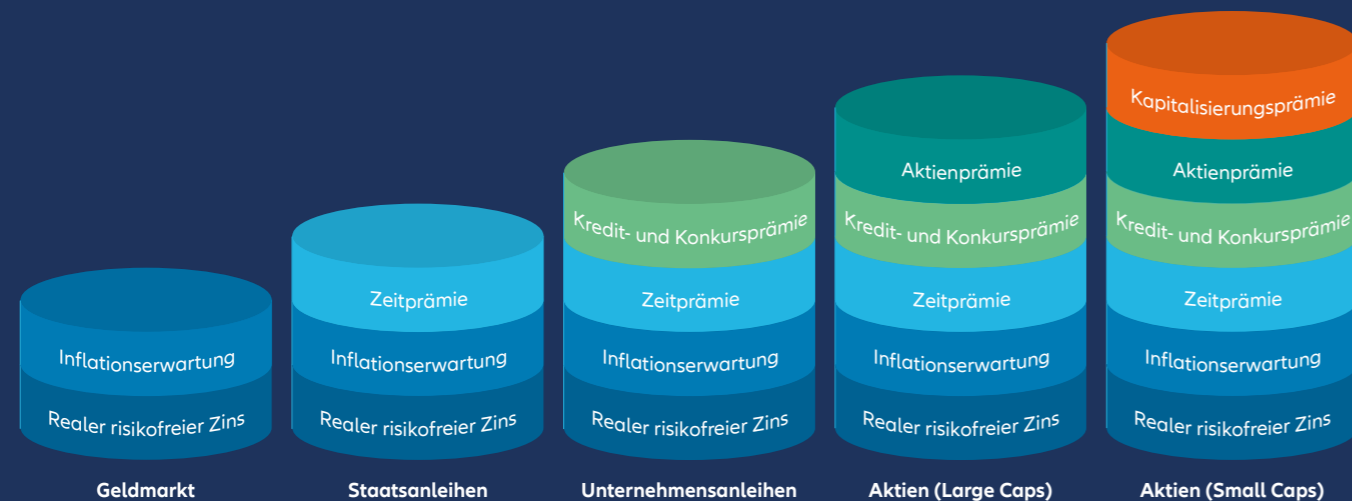 Kapitalisierungsprämie
Aktienprämie
Aktienprämie
Kredit- und Konkursprämie
Kredit- und Konkursprämie
Kredit- und Konkursprämie
Zeitprämie
Zeitprämie
Zeitprämie
Zeitprämie
Inflationserwartung
Inflationserwartung
Inflationserwartung
Inflationserwartung
Inflationserwartung
Realer risikofreier Zins
Realer risikofreier Zins
Realer risikofreier Zins
Realer risikofreier Zins
Realer risikofreier Zins
Geldmarkt
Staatsanleihen
Unternehmensanleihen
Aktien (Large Caps)
Aktien (Small Caps)